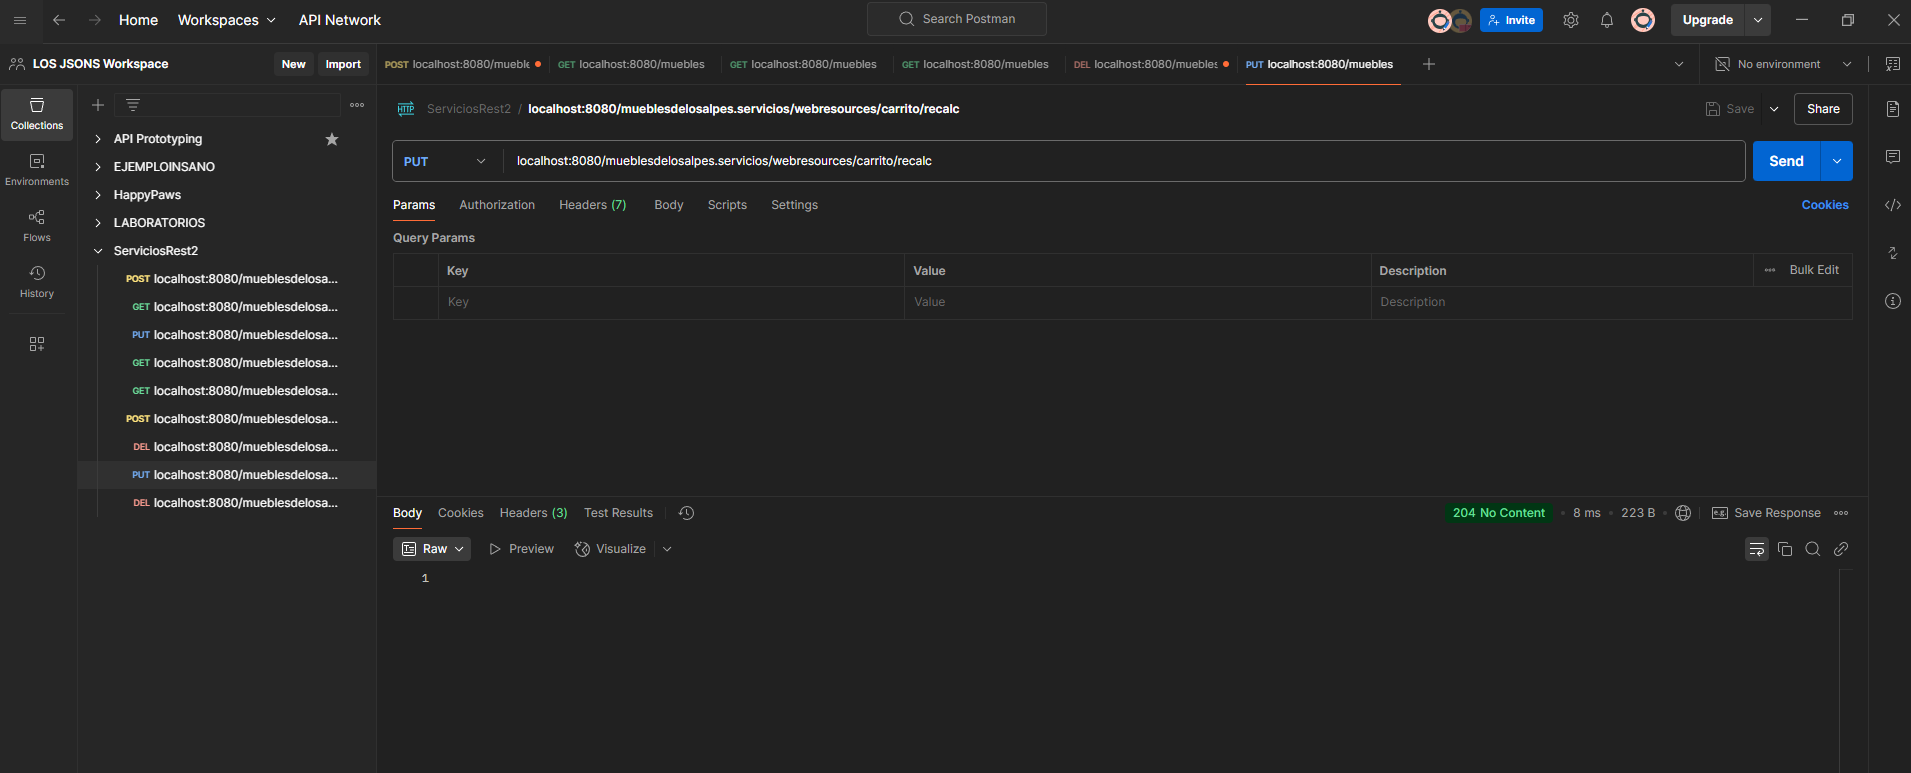 Home Workspaces API Network Search Postman Invite Upgrade
LOS JSONS Workspace New Import
POST localhost:8080/mueble GET localhost:8080/muebles GET localhost:8080/muebles GET localhost:8080/muebles DEL localhost:8080/muebles PUT localhost:8080/muebles No environment
Collections
Environments
Flows
History
API Prototyping
EJEMPLOINSANO
HappyPaws
LABORATORIOS
ServiciosRest2
POST localhost:8080/mueblesdelosa...
GET localhost:8080/mueblesdelosa...
PUT localhost:8080/mueblesdelosa...
GET localhost:8080/mueblesdelosa...
GET localhost:8080/mueblesdelosa...
POST localhost:8080/mueblesdelosa...
DEL localhost:8080/mueblesdelosa...
PUT localhost:8080/mueblesdelosa...
DEL localhost:8080/mueblesdelosa...
HTTP ServiciosRest2 / localhost:8080/mueblesdelosalpes.servicios/webresources/carrito/recalc Save Share
PUT localhost:8080/mueblesdelosalpes.servicios/webresources/carrito/recalc Send
Params Authorization Headers (7) Body Scripts Settings Cookies
Query Params
Key Value Description Bulk Edit
Key Value Description
Body Cookies Headers (3) Test Results 204 No Content 8 ms 223 B e.g. Save Response
Raw Preview Visualize
1